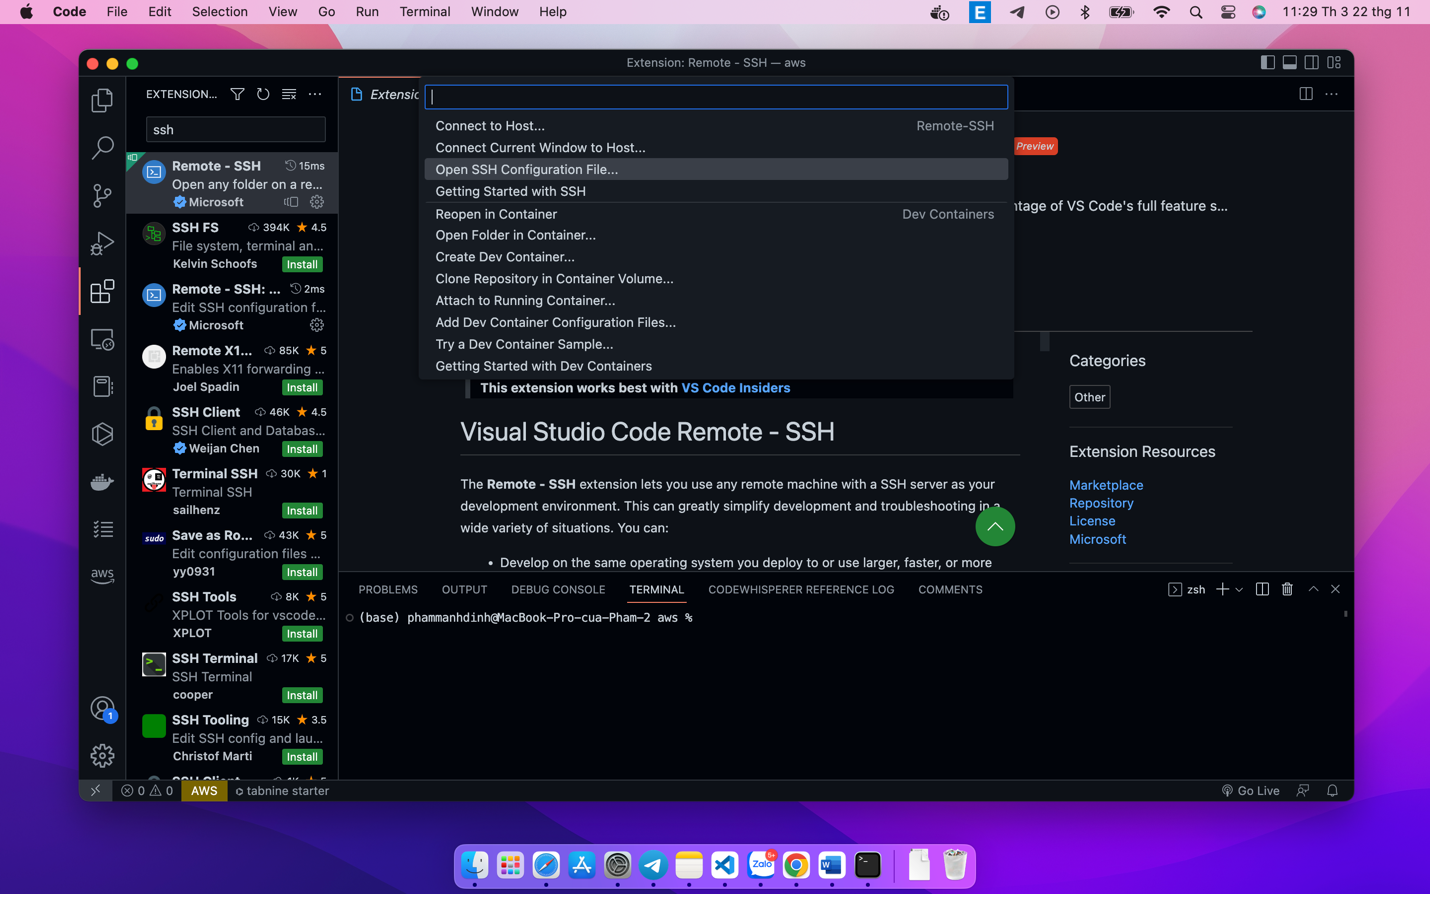 Code File Edit Selection View Go Run Terminal Window Help
E
11:29 Th 3 22 thg 11
Extension: Remote - SSH — aws
EXTENSION...
ssh
Remote - SSH 15ms
Open any folder on a re...
Microsoft
SSH FS 394K 4.5
File system, terminal an...
Kelvin Schoofs Install
Remote - SSH: ... 2ms
Edit SSH configuration f...
Microsoft
Remote X1... 85K 5
Enables X11 forwarding ...
Joel Spadin Install
SSH Client 46K 4.5
SSH Client and Databas...
Weijan Chen Install
Terminal SSH 30K 1
Terminal SSH
sailhenz Install
sudo
Save as Ro... 43K 5
Edit configuration files ...
yy0931 Install
SSH Tools 8K 5
XPLOT Tools for vscode...
XPLOT Install
SSH Terminal 17K 5
SSH Terminal
cooper Install
SSH Tooling 15K 3.5
Edit SSH config and lau...
Christof Marti Install
aws
1
Connect to Host... Remote-SSH
Connect Current Window to Host...
Open SSH Configuration File...
Getting Started with SSH
Reopen in Container Dev Containers
Open Folder in Container...
Create Dev Container...
Clone Repository in Container Volume...
Attach to Running Container...
Add Dev Container Configuration Files...
Try a Dev Container Sample...
Getting Started with Dev Containers
Preview
ntage of VS Code's full feature s...
This extension works best with VS Code Insiders
Visual Studio Code Remote - SSH
The Remote - SSH extension lets you use any remote machine with a SSH server as your
development environment. This can greatly simplify development and troubleshooting in a
wide variety of situations. You can:
• Develop on the same operating system you deploy to or use larger, faster, or more
Categories
Other
Extension Resources
Marketplace
Repository
License
Microsoft
PROBLEMS OUTPUT DEBUG CONSOLE TERMINAL CODEWHISPERER REFERENCE LOG COMMENTS
zsh
(base) phammanhdinh@MacBook-Pro-cua-Pham-2 aws %
0 0 AWS tabnine starter
Go Live
Zalo
5+
W